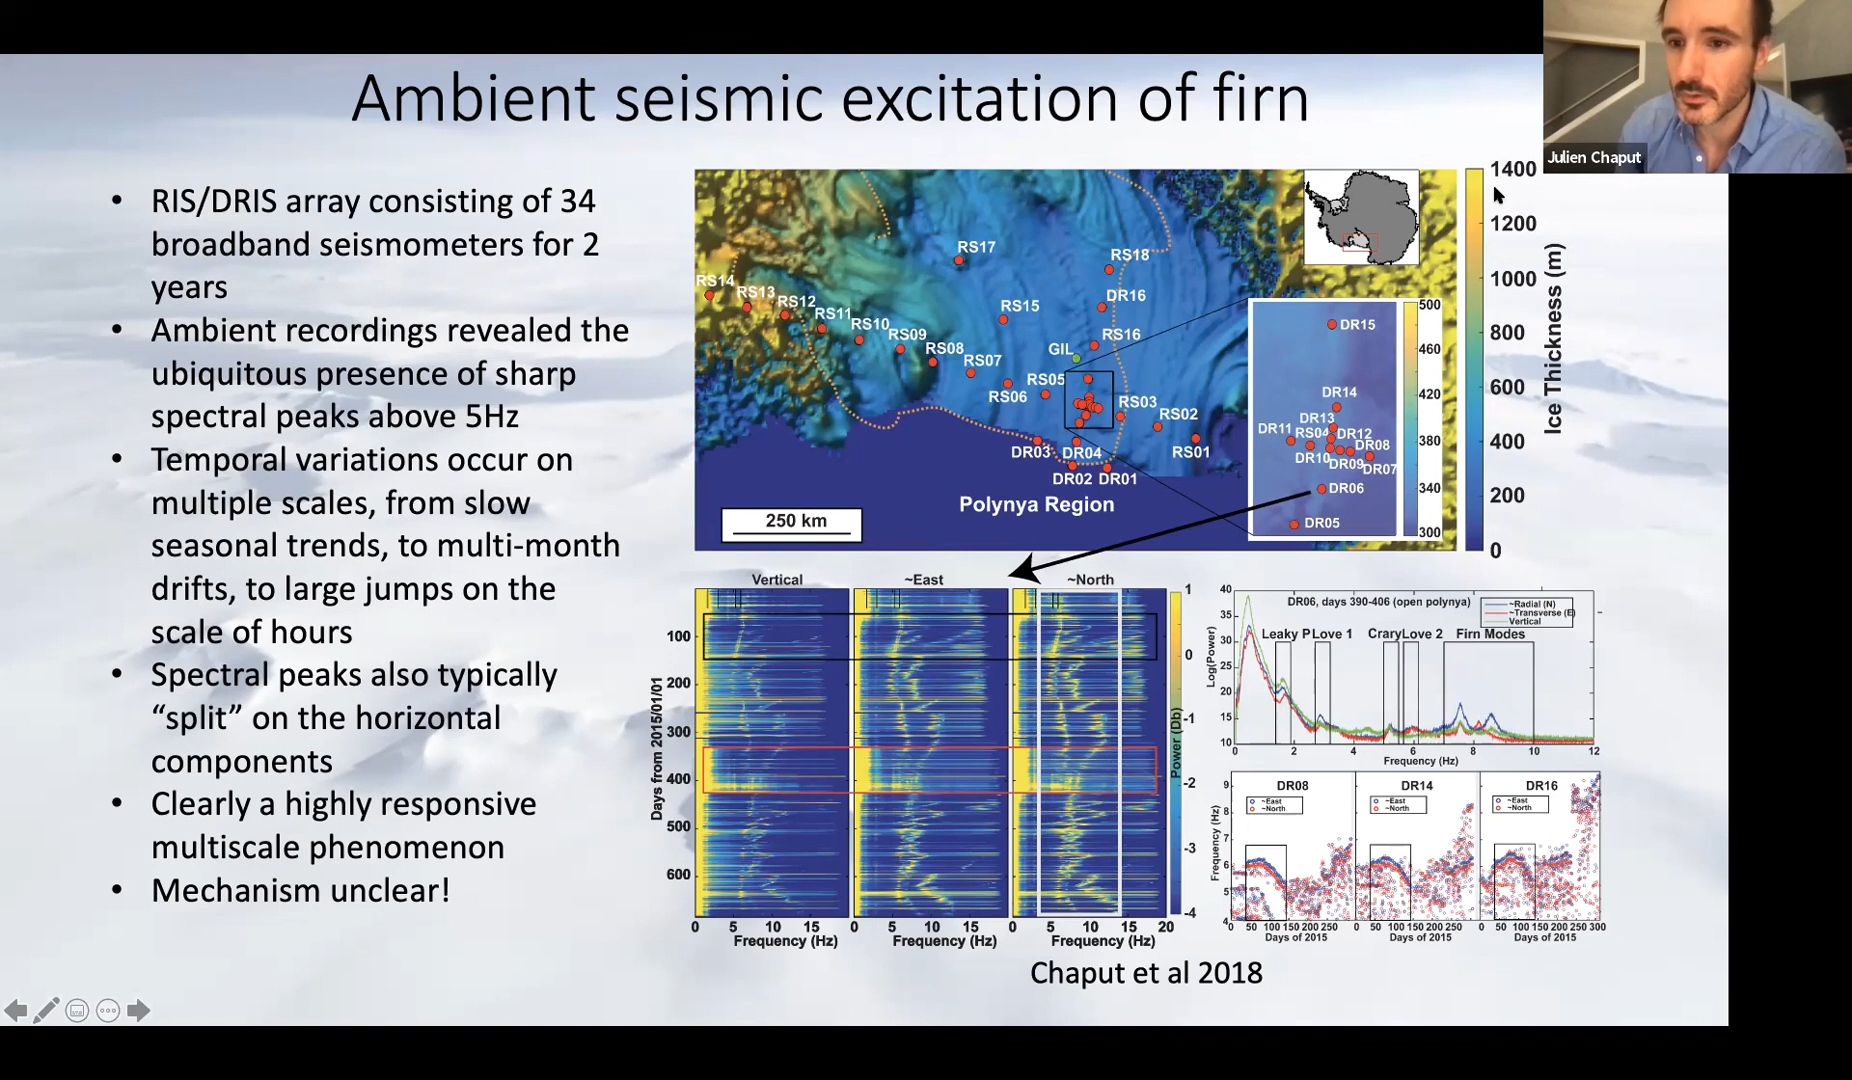 Ambient seismic excitation of firn
Julien Chaput
• RIS/DRIS array consisting of 34
broadband seismometers for 2
years
• Ambient recordings revealed the
ubiquitous presence of sharp
spectral peaks above 5Hz
• Temporal variations occur on
multiple scales, from slow
seasonal trends, to multi-month
drifts, to large jumps on the
scale of hours
• Spectral peaks also typically
“split” on the horizontal
components
• Clearly a highly responsive
multiscale phenomenon
• Mechanism unclear!
RS17
RS18
RS14
RS13
RS12
RS11
RS10
RS09
RS08
RS07
RS06
RS05
RS15
DR16
RS16
GIL
RS03
RS02
RS01
DR03
DR04
DR02
DR01
Polynya Region
250 km
DR15
DR14
DR13
DR11
RS04
DR12
DR08
DR10
DR09
DR07
DR06
DR05
500
460
420
380
340
300
1400
1200
1000
800
600
400
200
0
Ice Thickness (m)
Vertical
~East
~North
Days from 2015/01/01
100
200
300
400
500
600
0 5 10 15
Frequency (Hz)
0 5 10 15
Frequency (Hz)
0 5 10 15 20
Frequency (Hz)
1
0
-1
-2
-3
-4
Power (Db)
DR06, days 390-406 (open polynya)
~Radial (N)
~Transverse (E)
Vertical
Leaky P Love 1 Crary Love 2 Firn Modes
Log(Power)
40
35
30
25
20
15
10
0 2 4 6 8 10 12
Frequency (Hz)
DR08
~East
~North
DR14
~East
~North
DR16
~East
~North
Frequency (Hz)
9
8
7
6
5
4
0 50 100 150 200 250
Days of 2015
0 50 100 150 200 250
Days of 2015
0 50 100 150 200 250 300
Days of 2015
Chaput et al 2018